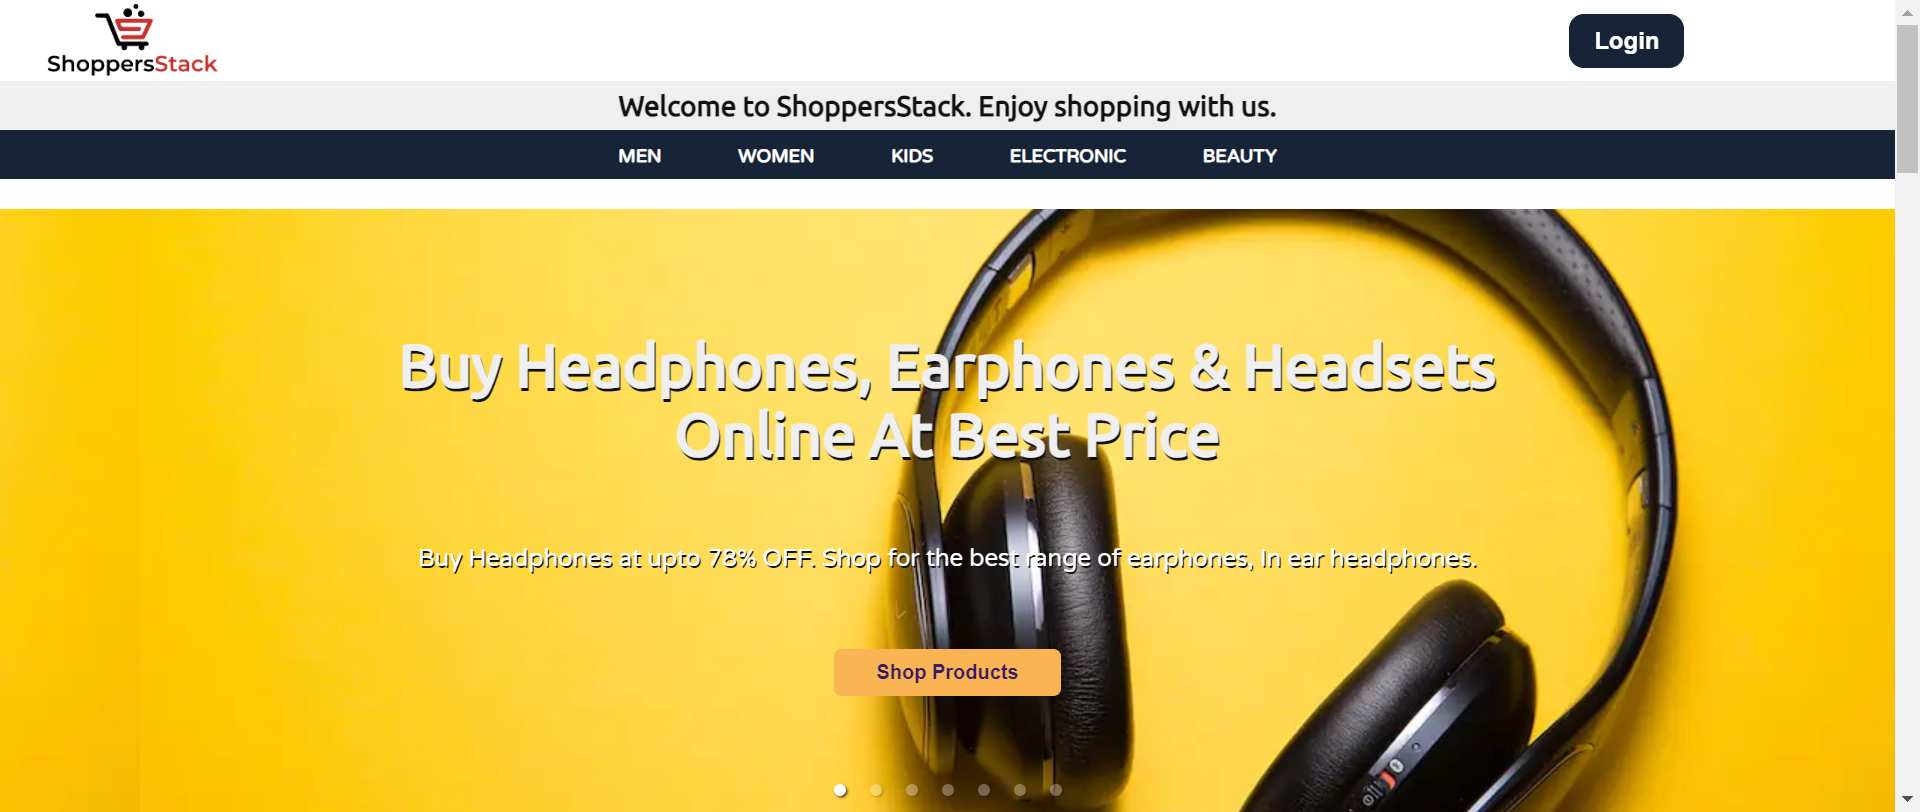 ShoppersStack
Login
Welcome to ShoppersStack. Enjoy shopping with us.
MEN WOMEN KIDS ELECTRONIC BEAUTY
Buy Headphones, Earphones & Headsets
Online At Best Price
Buy Headphones at upto 78% OFF. Shop for the best range of earphones, In ear headphones.
Shop Products